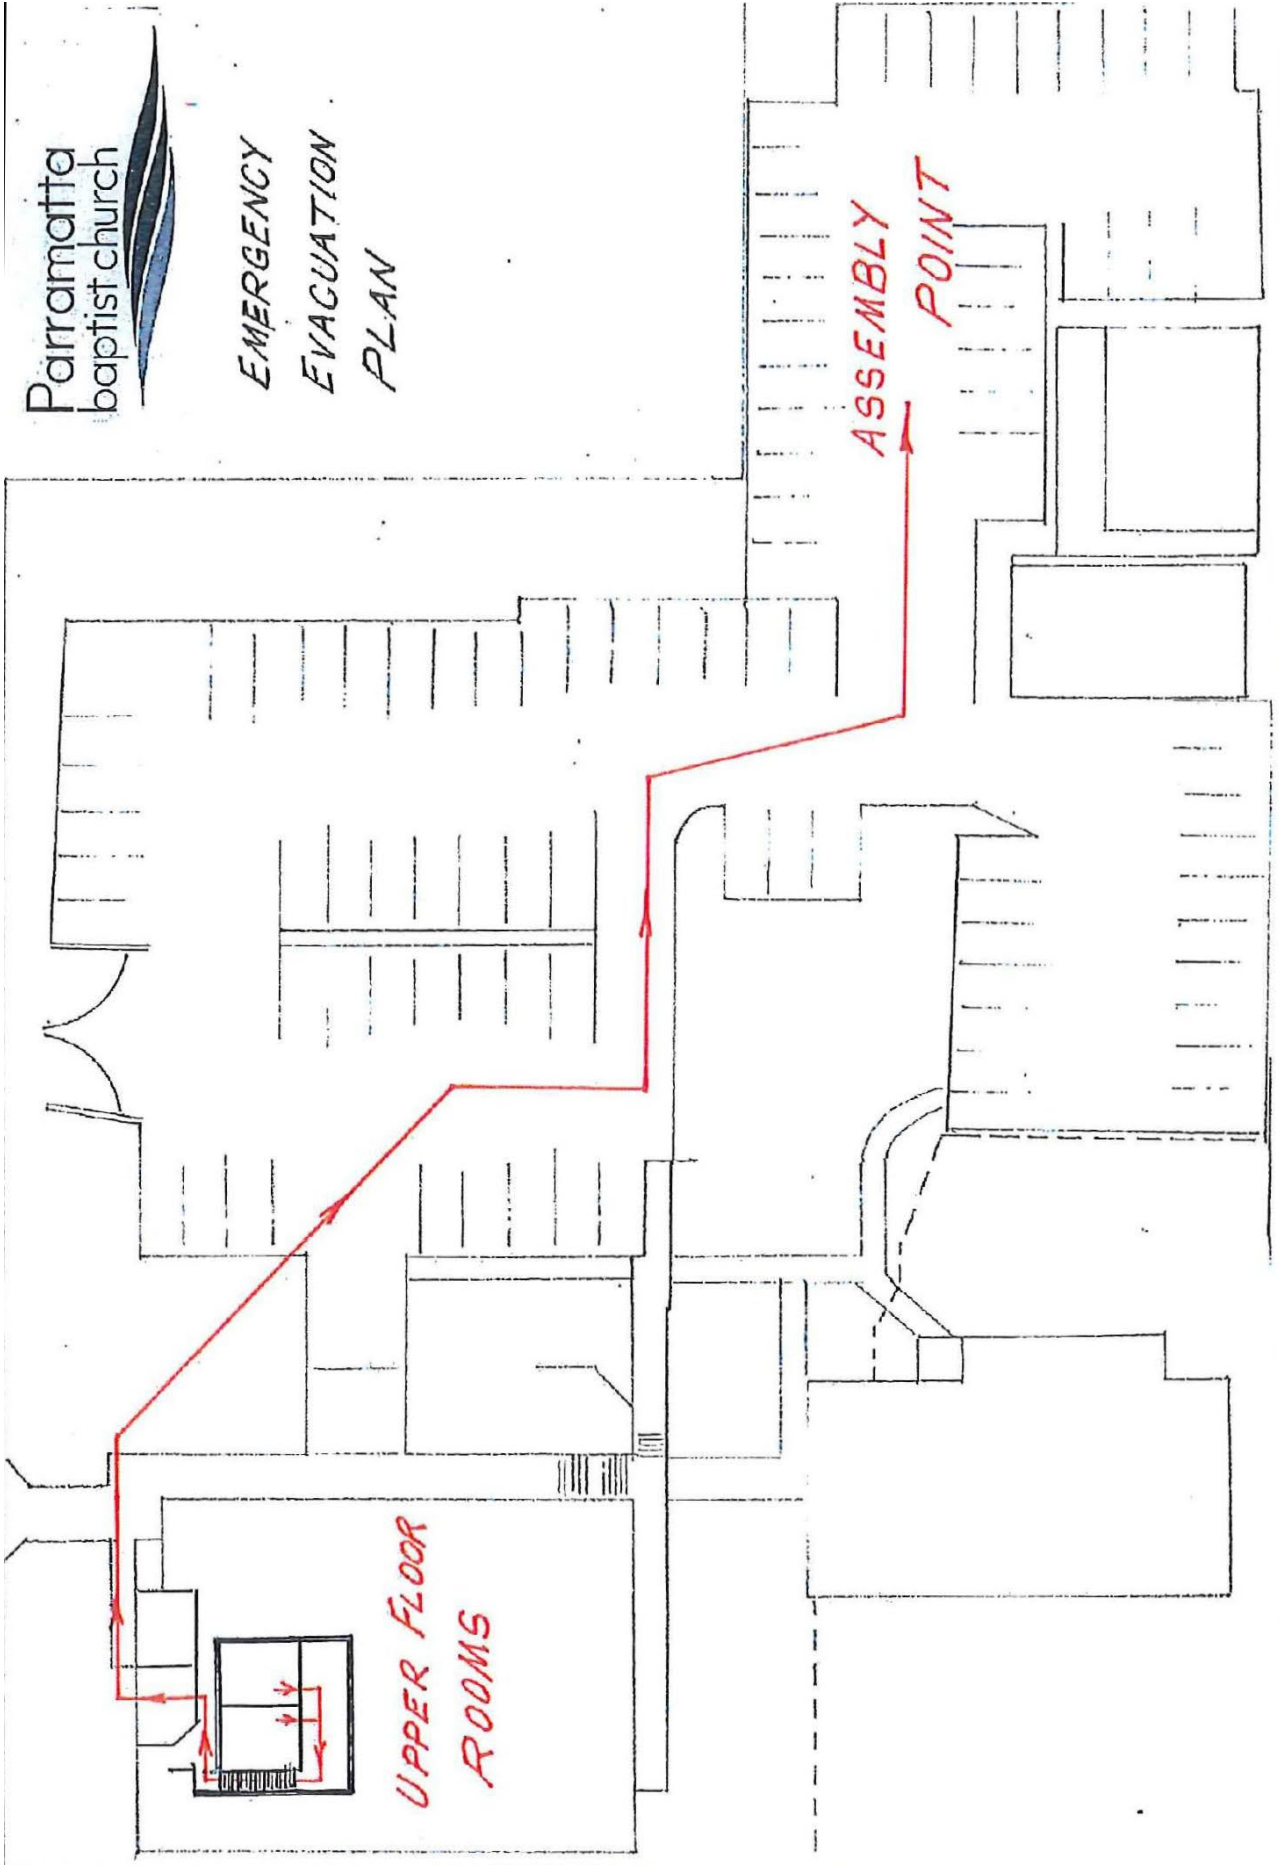 Parramatta
baptist church
EMERGENCY
EVACUATION
PLAN
ASSEMBLY
POINT
UPPER FLOOR
ROOMS